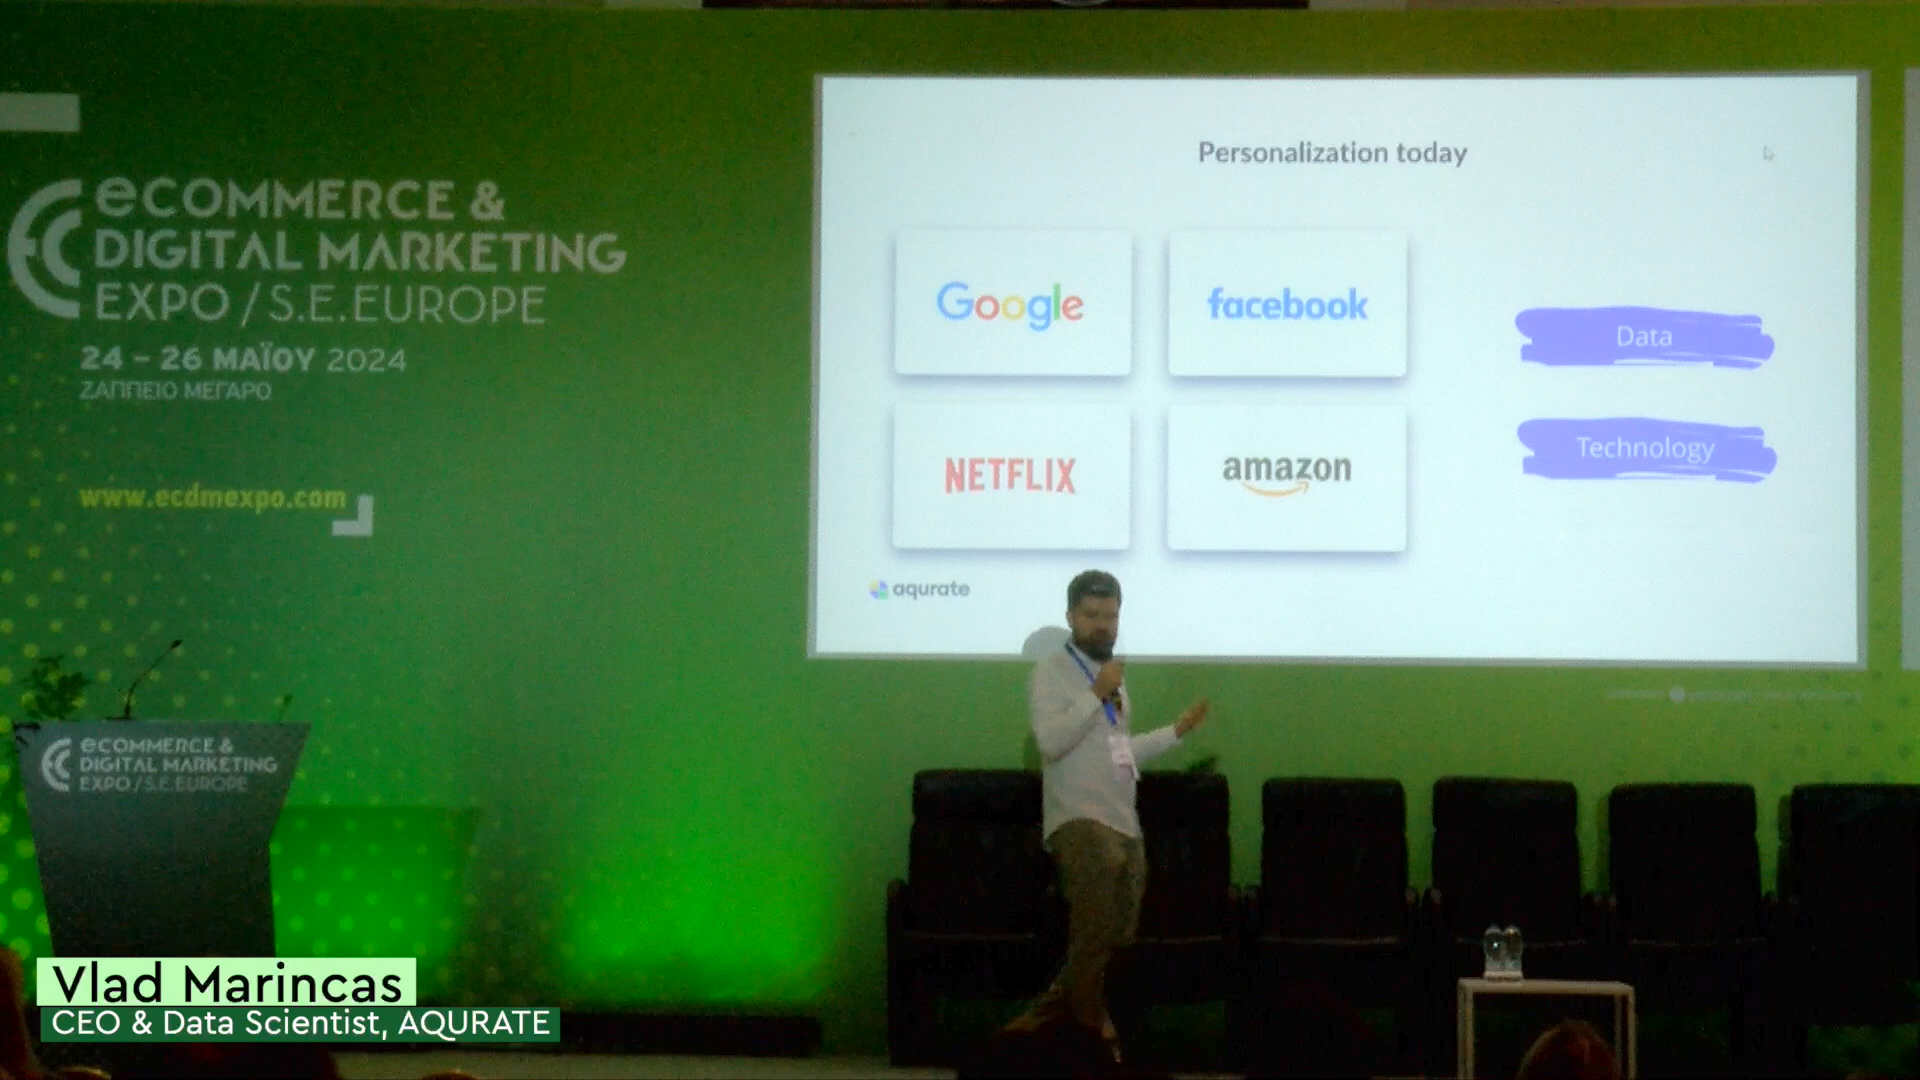 eCOMMERCE &
DIGITAL MARKETING
EXPO / S.E.EUROPE
24 – 26 ΜΑΪΟΥ 2024
ΖΑΠΠΕΙΟ ΜΕΓΑΡΟ
www.ecdmexpo.com
Personalization today
Google
facebook
Data
NETFLIX
amazon
Technology
aqurate
eCOMMERCE &
DIGITAL MARKETING
EXPO / S.E.EUROPE
Vlad Marincas
CEO & Data Scientist, AQURATE